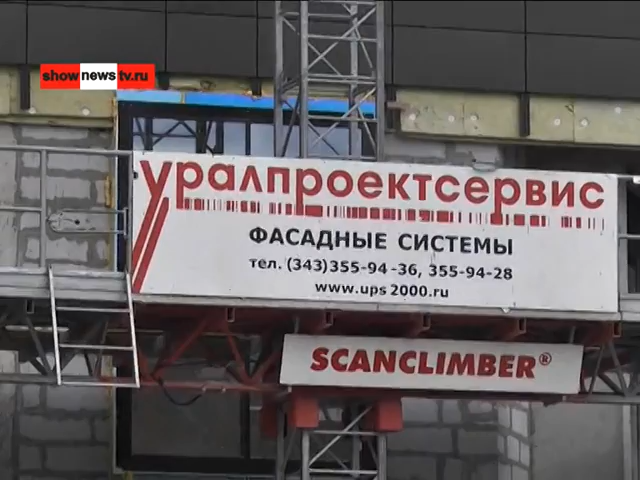 shownewstv.ru
уралпроектсервис
ФАСАДНЫЕ СИСТЕМЫ
тел. (343)355-94-36, 355-94-28
www.ups2000.ru
SCANCLIMBER®